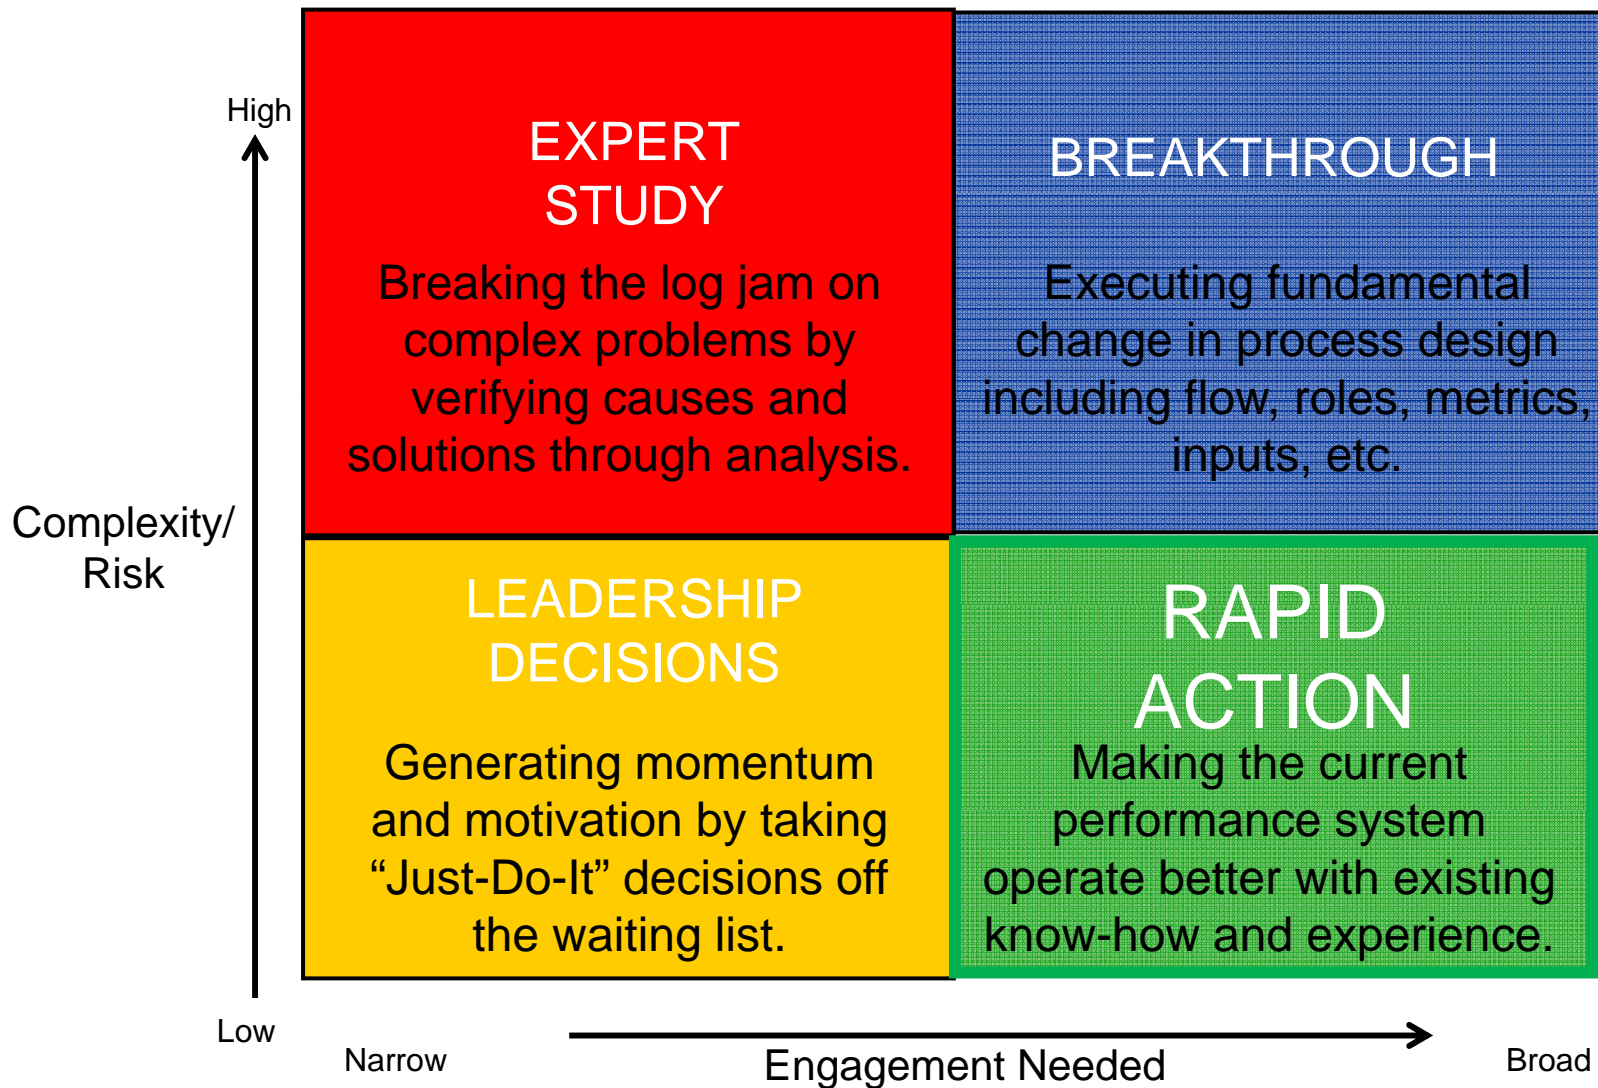 High
EXPERT
STUDY
Breaking the log jam on
complex problems by
verifying causes and
solutions through analysis.
BREAKTHROUGH
Executing fundamental
change in process design
including flow, roles, metrics,
inputs, etc.
Complexity/
Risk
LEADERSHIP
DECISIONS
Generating momentum
and motivation by taking
“Just-Do-It” decisions off
the waiting list.
RAPID
ACTION
Making the current
performance system
operate better with existing
know-how and experience.
Low
Narrow
Engagement Needed
Broad